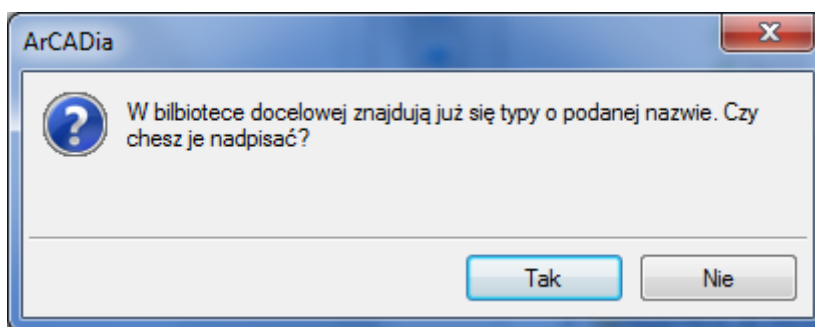 ArCADia
W bilbiotece docelowej znajdują już się typy o podanej nazwie. Czy
chesz je nadpisać?
Tak
Nie